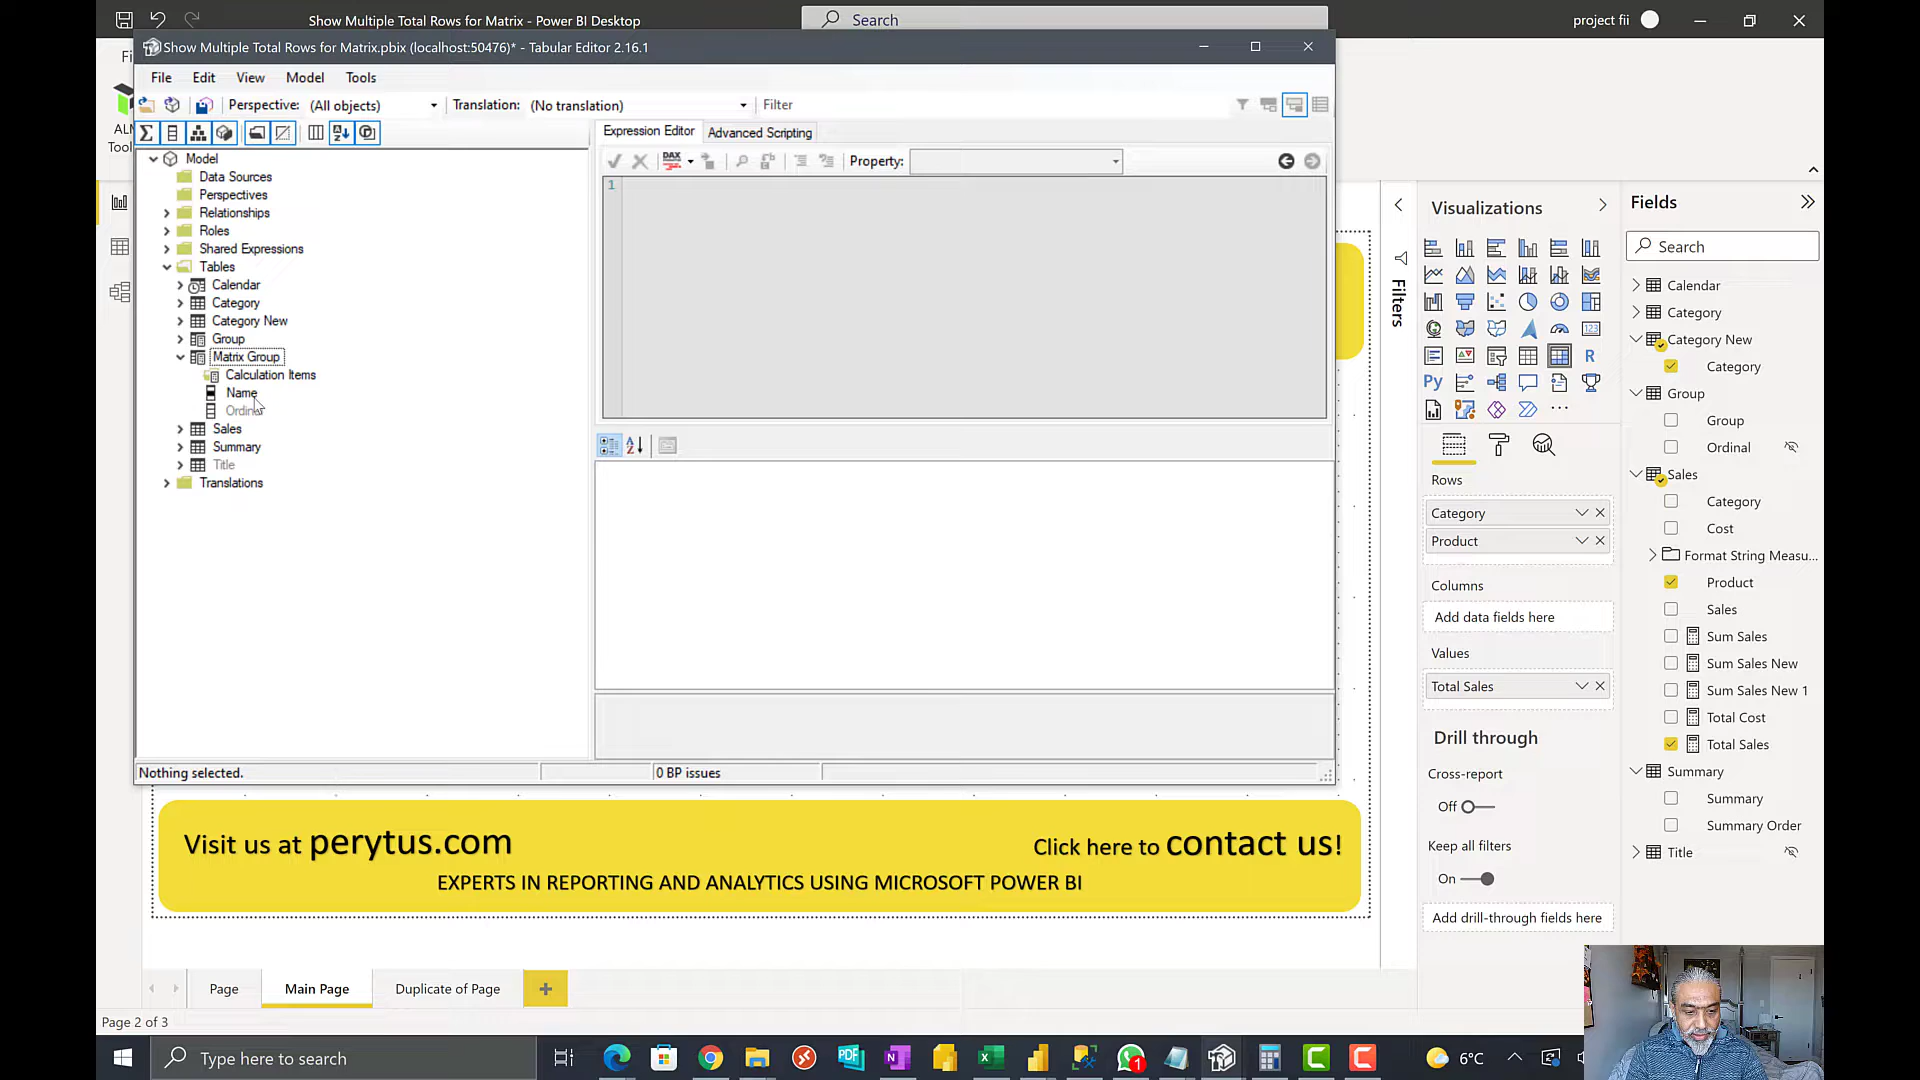 Show Multiple Total Rows for Matrix - Power BI Desktop
Search
project fii
Show Multiple Total Rows for Matrix.pbix (localhost:50476)* - Tabular Editor 2.16.1
File Edit View Model Tools
Perspective: (All objects) Translation: (No translation) Filter
Expression Editor Advanced Scripting
DAX Property:
1
Model
Data Sources
Perspectives
Relationships
Roles
Shared Expressions
Tables
Calendar
Category
Category New
Group
Matrix Group
Calculation Items
Name
Sales
Summary
Title
Translations
Nothing selected.
0 BP issues
Filters
Visualizations
123
R
Py
Rows
Category
Product
Columns
Add data fields here
Values
Total Sales
Drill through
Cross-report
Off
Keep all filters
On
Add drill-through fields here
Fields
Search
Calendar
Category
Category New
Category
Group
Group
Ordinal
Sales
Category
Cost
Format String Measu...
Product
Sales
Sum Sales
Sum Sales New
Sum Sales New 1
Total Cost
Total Sales
Summary
Summary
Summary Order
Title
Visit us at perytus.com
Click here to contact us!
EXPERTS IN REPORTING AND ANALYTICS USING MICROSOFT POWER BI
Page Main Page Duplicate of Page
Page 2 of 3
Type here to search
6°C